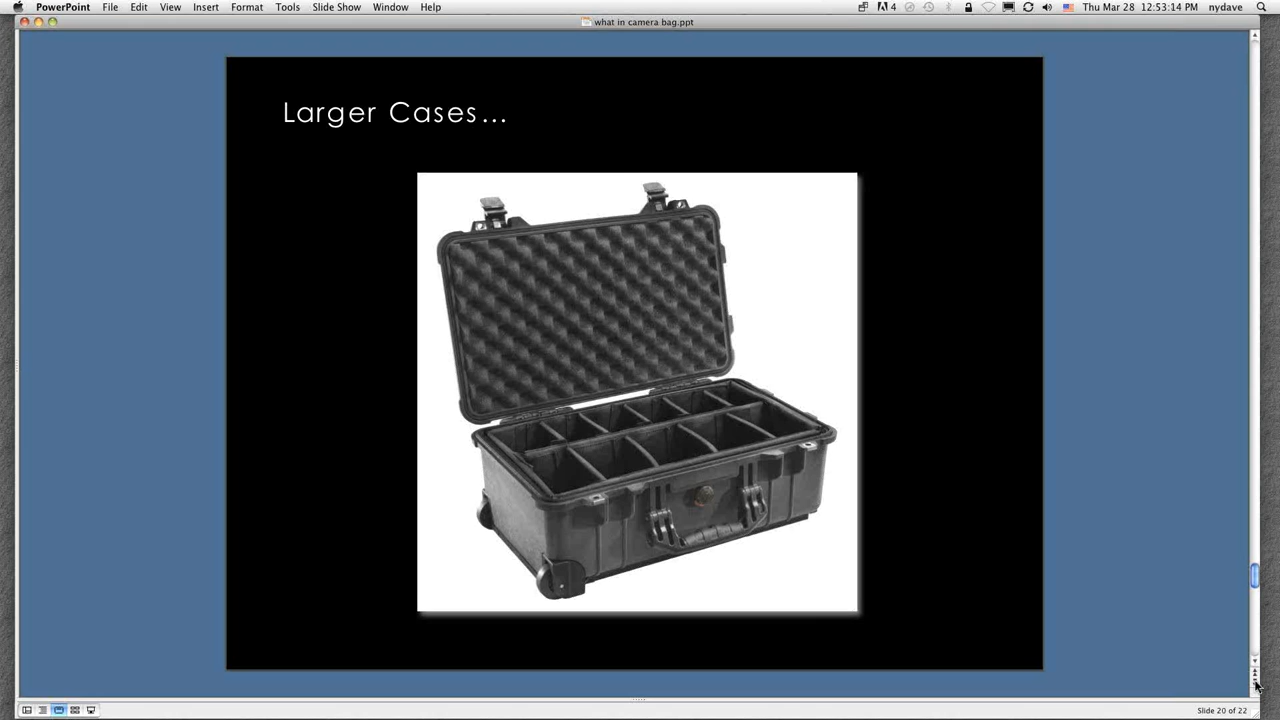 PowerPoint File Edit View Insert Format Tools Slide Show Window Help 4 Thu Mar 28 12:53:14 PM nydave
what in camera bag.ppt
Larger Cases...
Slide 20 of 22